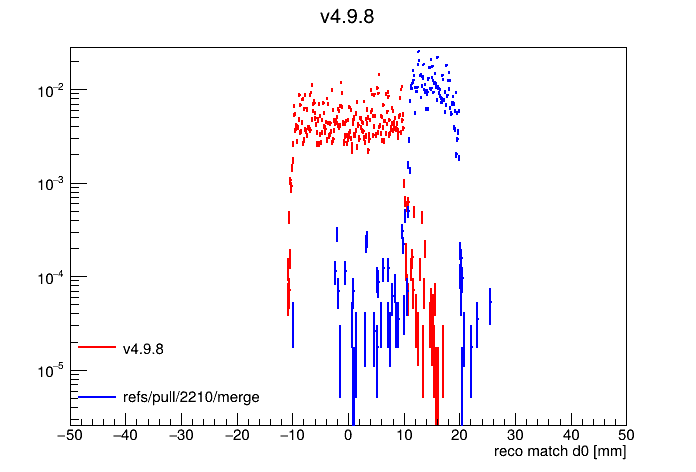 v4.9.8
10⁻²
10⁻³
10⁻⁴
10⁻⁵
v4.9.8
refs/pull/2210/merge
−50 −40 −30 −20 −10 0 10 20 30 40 50
reco match d0 [mm]